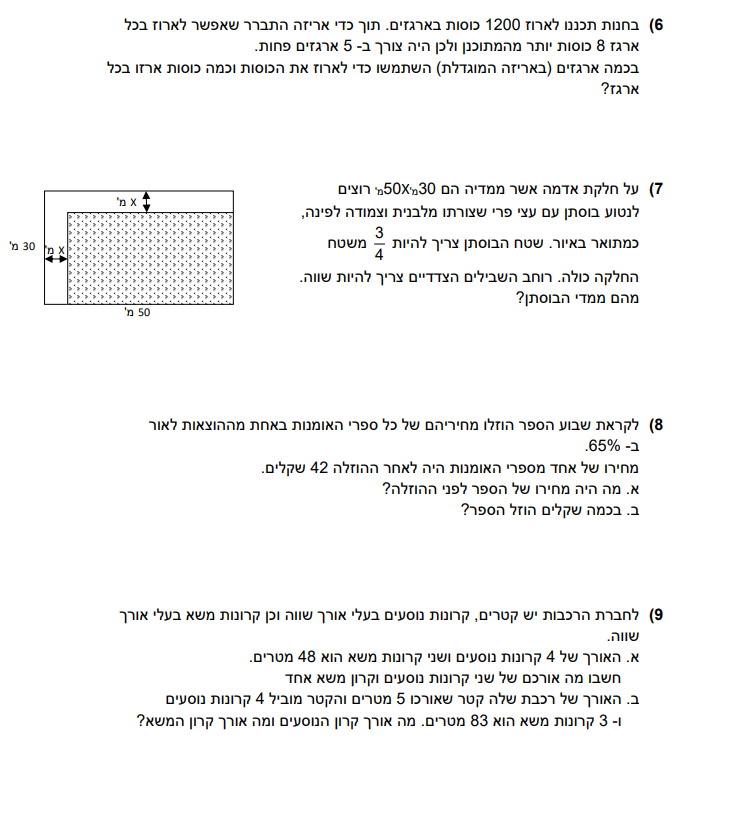 6) בחנות תכננו לארוז 1200 כוסות בארגזים. תוך כדי אריזה התברר שאפשר לארוז בכל
ארגז 8 כוסות יותר מהמתוכנן ולכן היה צורך ב- 5 ארגזים פחות.
בכמה ארגזים (באריזה המוגדלת) השתמשו כדי לארוז את הכוסות וכמה כוסות ארזו בכל
ארגז?
7) על חלקת אדמה אשר ממדיה הם 30מ'50Xמ' רוצים
לנטוע בוסתן עם עצי פרי שצורתו מלבנית וצמודה לפינה,
כמתואר באיור. שטח הבוסתן צריך להיות 3/4 משטח
החלקה כולה. רוחב השבילים הצדדיים צריך להיות שווה.
מהם ממדי הבוסתן?
X מ'
30 מ'
X מ'
50 מ'
8) לקראת שבוע הספר הוזלו מחיריהם של כל ספרי האומנות באחת מההוצאות לאור
ב- 65%.
מחירו של אחד מספרי האומנות היה לאחר ההוזלה 42 שקלים.
א. מה היה מחירו של הספר לפני ההוזלה?
ב. בכמה שקלים הוזל הספר?
9) לחברת הרכבות יש קטרים, קרונות נוסעים בעלי אורך שווה וכן קרונות משא בעלי אורך
שווה.
א. האורך של 4 קרונות נוסעים ושני קרונות משא הוא 48 מטרים.
חשבו מה אורכם של שני קרונות נוסעים וקרון משא אחד
ב. האורך של רכבת שלה קטר שאורכו 5 מטרים והקטר מוביל 4 קרונות נוסעים
ו- 3 קרונות משא הוא 83 מטרים. מה אורך קרון הנוסעים ומה אורך קרון המשא?